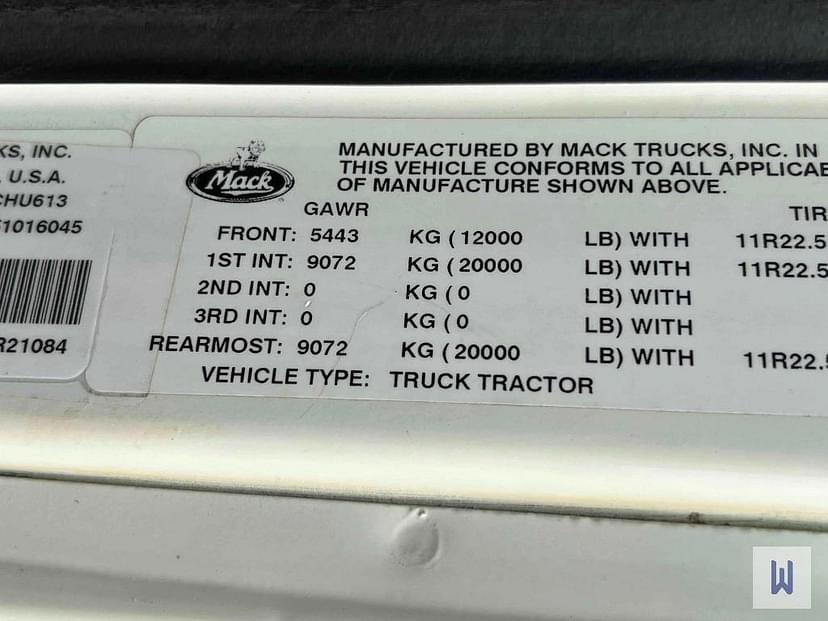 KS, INC.
, U.S.A.
CHU613
51016045
R21084
Mack
MANUFACTURED BY MACK TRUCKS, INC. IN
THIS VEHICLE CONFORMS TO ALL APPLICAB
OF MANUFACTURE SHOWN ABOVE.
GAWR TIR
FRONT: 5443 KG ( 12000 LB) WITH 11R22.5
1ST INT: 9072 KG ( 20000 LB) WITH 11R22.5
2ND INT: 0 KG ( 0 LB) WITH
3RD INT: 0 KG ( 0 LB) WITH
REARMOST: 9072 KG ( 20000 LB) WITH 11R22.5
VEHICLE TYPE: TRUCK TRACTOR
W